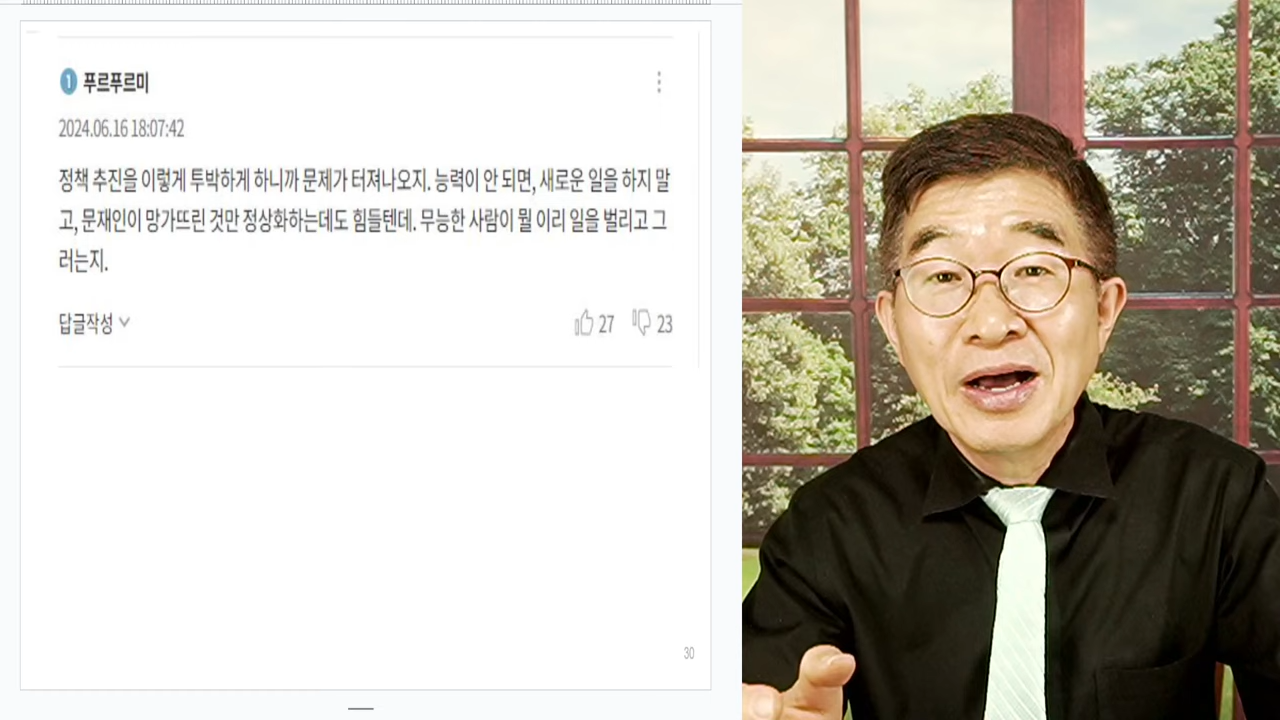 1 푸르푸르미
2024.06.16 18:07:42
정책 추진을 이렇게 투박하게 하니까 문제가 터져나오지. 능력이 안 되면, 새로운 일을 하지 말
고, 문재인이 망가뜨린 것만 정상화하는데도 힘들텐데. 무능한 사람이 뭘 이리 일을 벌리고 그
러는지.
답글작성
27 23
30